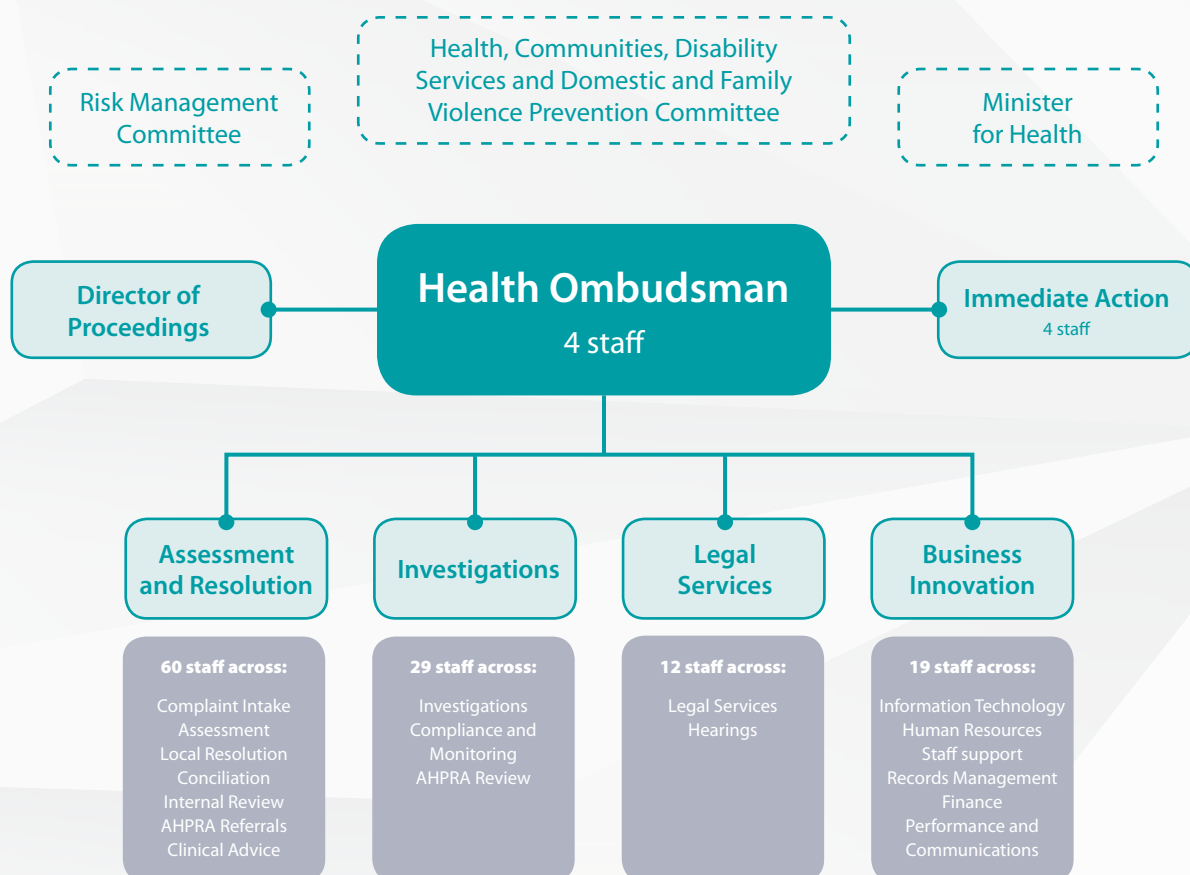 Risk Management
Committee
Health, Communities, Disability
Services and Domestic and Family
Violence Prevention Committee
Minister
for Health
Director of
Proceedings
Health Ombudsman
4 staff
Immediate Action
4 staff
Assessment
and Resolution
Investigations
Legal
Services
Business
Innovation
60 staff across:
Complaint Intake
Assessment
Local Resolution
Conciliation
Internal Review
AHPRA Referrals
Clinical Advice
29 staff across:
Investigations
Compliance and
Monitoring
AHPRA Review
12 staff across:
Legal Services
Hearings
19 staff across:
Information Technology
Human Resources
Staff support
Records Management
Finance
Performance and
Communications